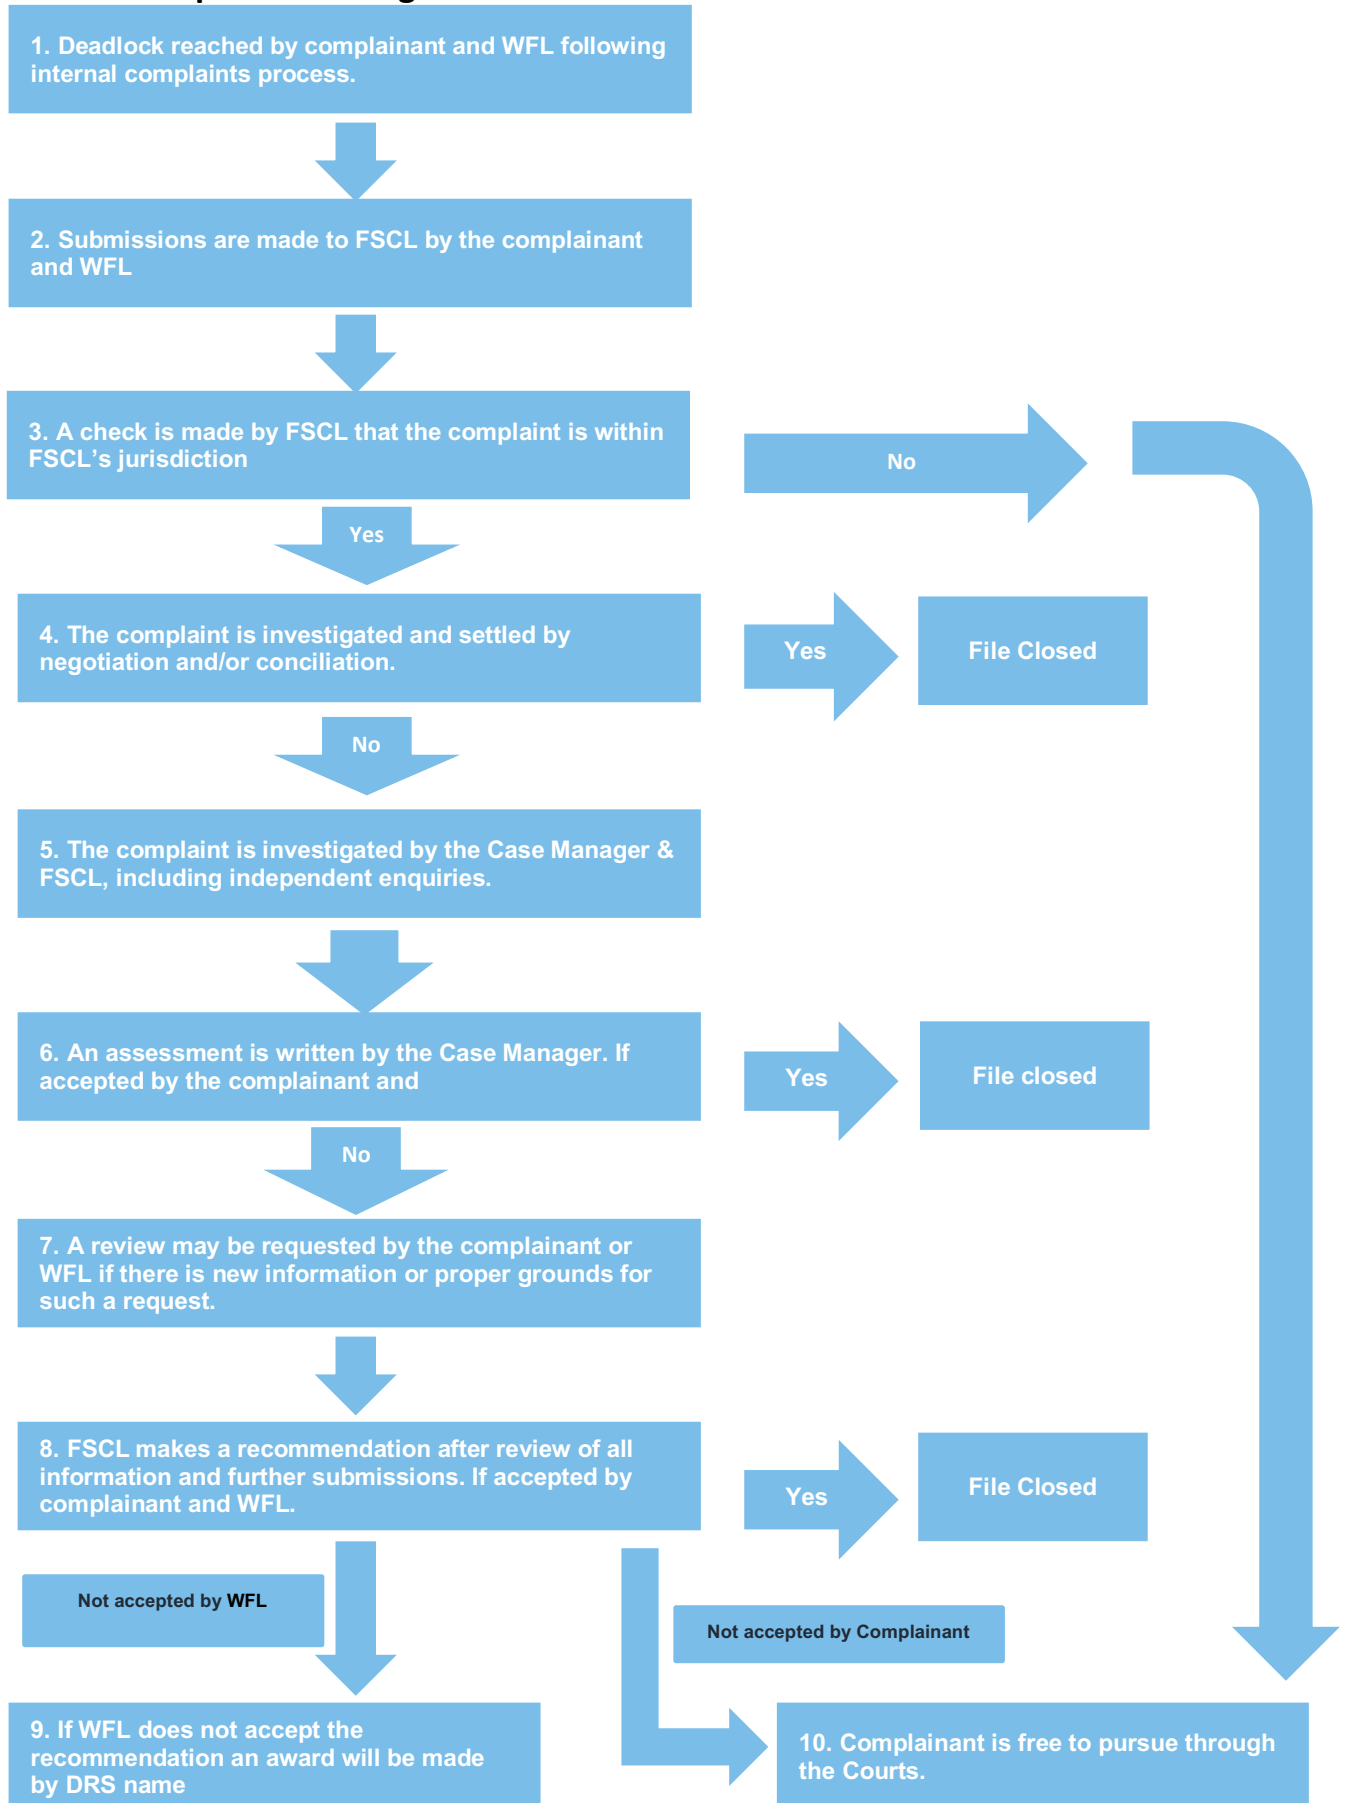 1. Deadlock reached by complainant and WFL following
internal complaints process.
2. Submissions are made to FSCL by the complainant
and WFL
3. A check is made by FSCL that the complaint is within
FSCL’s jurisdiction
No
Yes
4. The complaint is investigated and settled by
negotiation and/or conciliation.
Yes
File Closed
No
5. The complaint is investigated by the Case Manager &
FSCL, including independent enquiries.
6. An assessment is written by the Case Manager. If
accepted by the complainant and
Yes
File closed
No
7. A review may be requested by the complainant or
WFL if there is new information or proper grounds for
such a request.
8. FSCL makes a recommendation after review of all
information and further submissions. If accepted by
complainant and WFL.
Yes
File Closed
Not accepted by WFL
Not accepted by Complainant
9. If WFL does not accept the
recommendation an award will be made
by DRS name
10. Complainant is free to pursue through
the Courts.